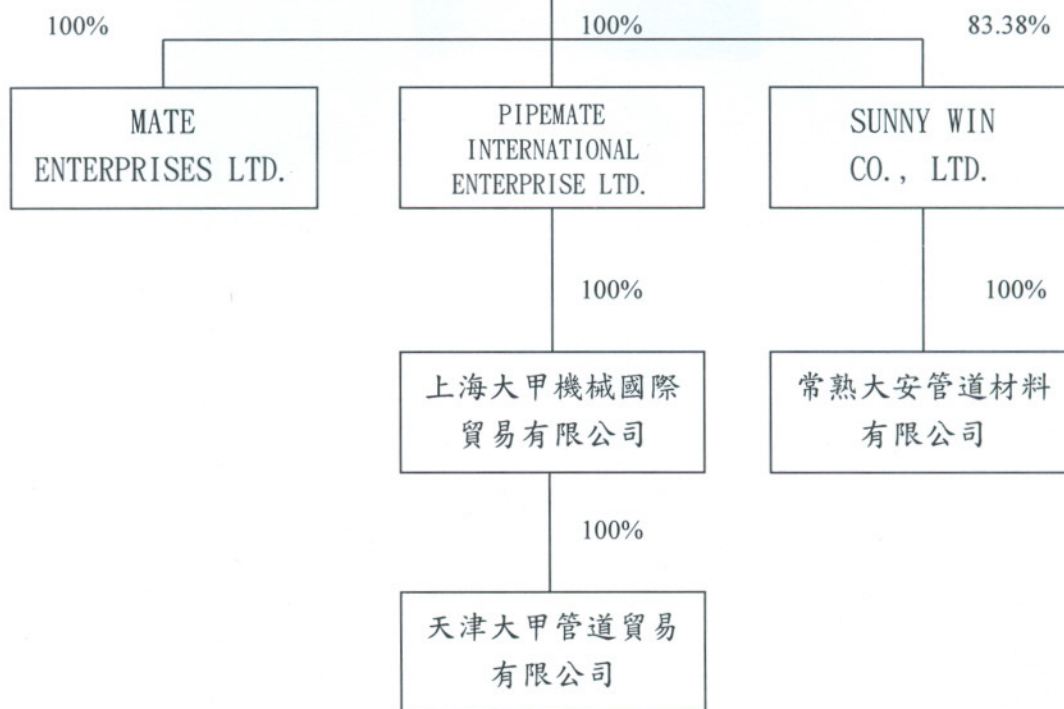 100%
100%
83.38%
MATE
ENTERPRISES LTD.
PIPEMATE
INTERNATIONAL
ENTERPRISE LTD.
SUNNY WIN
CO., LTD.
100%
100%
上海大甲機械國際
貿易有限公司
常熟大安管道材料
有限公司
100%
天津大甲管道貿易
有限公司